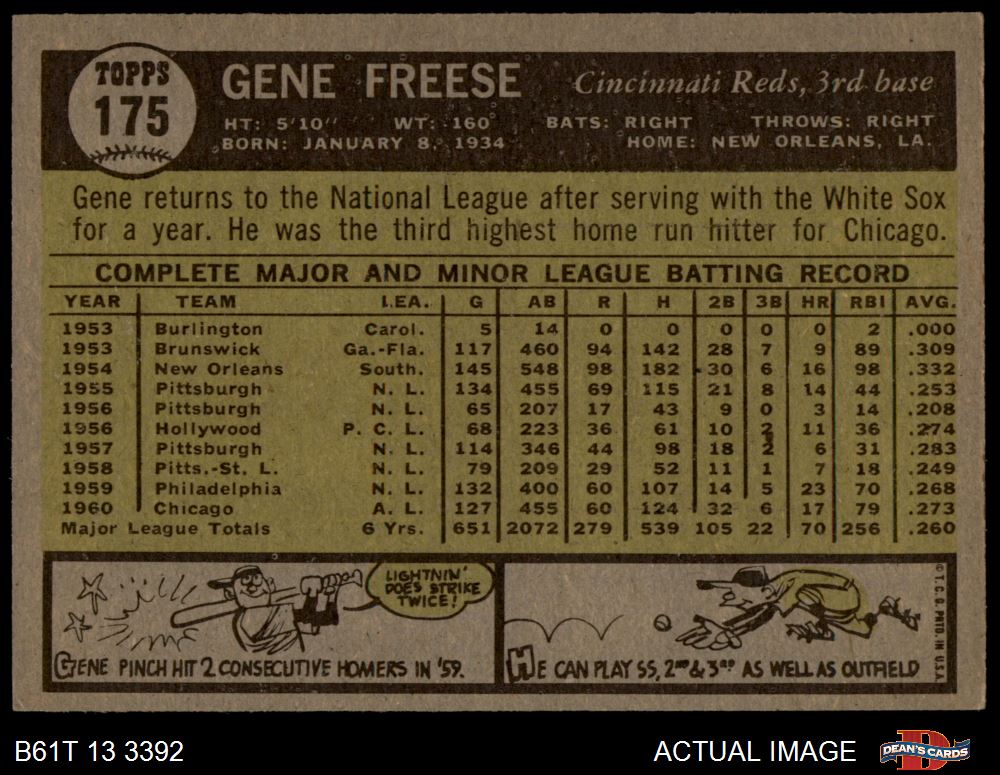 TOPPS
175
GENE FREESE
Cincinnati Reds, 3rd base
HT: 5'10" WT: 160 BATS: RIGHT THROWS: RIGHT
BORN: JANUARY 8, 1934 HOME: NEW ORLEANS, LA.
Gene returns to the National League after serving with the White Sox
for a year. He was the third highest home run hitter for Chicago.
COMPLETE MAJOR AND MINOR LEAGUE BATTING RECORD
YEAR TEAM LEA. G AB R H 2B 3B HR RBI AVG.
1953 Burlington Carol. 5 14 0 0 0 0 0 2 .000
1953 Brunswick Ga.-Fla. 117 460 94 142 28 7 9 89 .309
1954 New Orleans South. 145 548 98 182 30 6 16 98 .332
1955 Pittsburgh N. L. 134 455 69 115 21 8 14 44 .253
1956 Pittsburgh N. L. 65 207 17 43 9 0 3 14 .208
1956 Hollywood P. C. L. 68 223 36 61 10 2 11 36 .274
1957 Pittsburgh N. L. 114 346 44 98 18 2 6 31 .283
1958 Pitts.-St. L. N. L. 79 209 29 52 11 1 7 18 .249
1959 Philadelphia N. L. 132 400 60 107 14 5 23 70 .268
1960 Chicago A. L. 127 455 60 124 32 6 17 79 .273
Major League Totals 6 Yrs. 651 2072 279 539 105 22 70 256 .260
LIGHTNIN'
DOES STRIKE
TWICE!
GENE PINCH HIT 2 CONSECUTIVE HOMERS IN '59.
HE CAN PLAY SS, 2ND & 3RD AS WELL AS OUTFIELD
© T.C.G. PRTD. IN U.S.A.
B61T 13 3392
ACTUAL IMAGE
DEAN'S CARDS